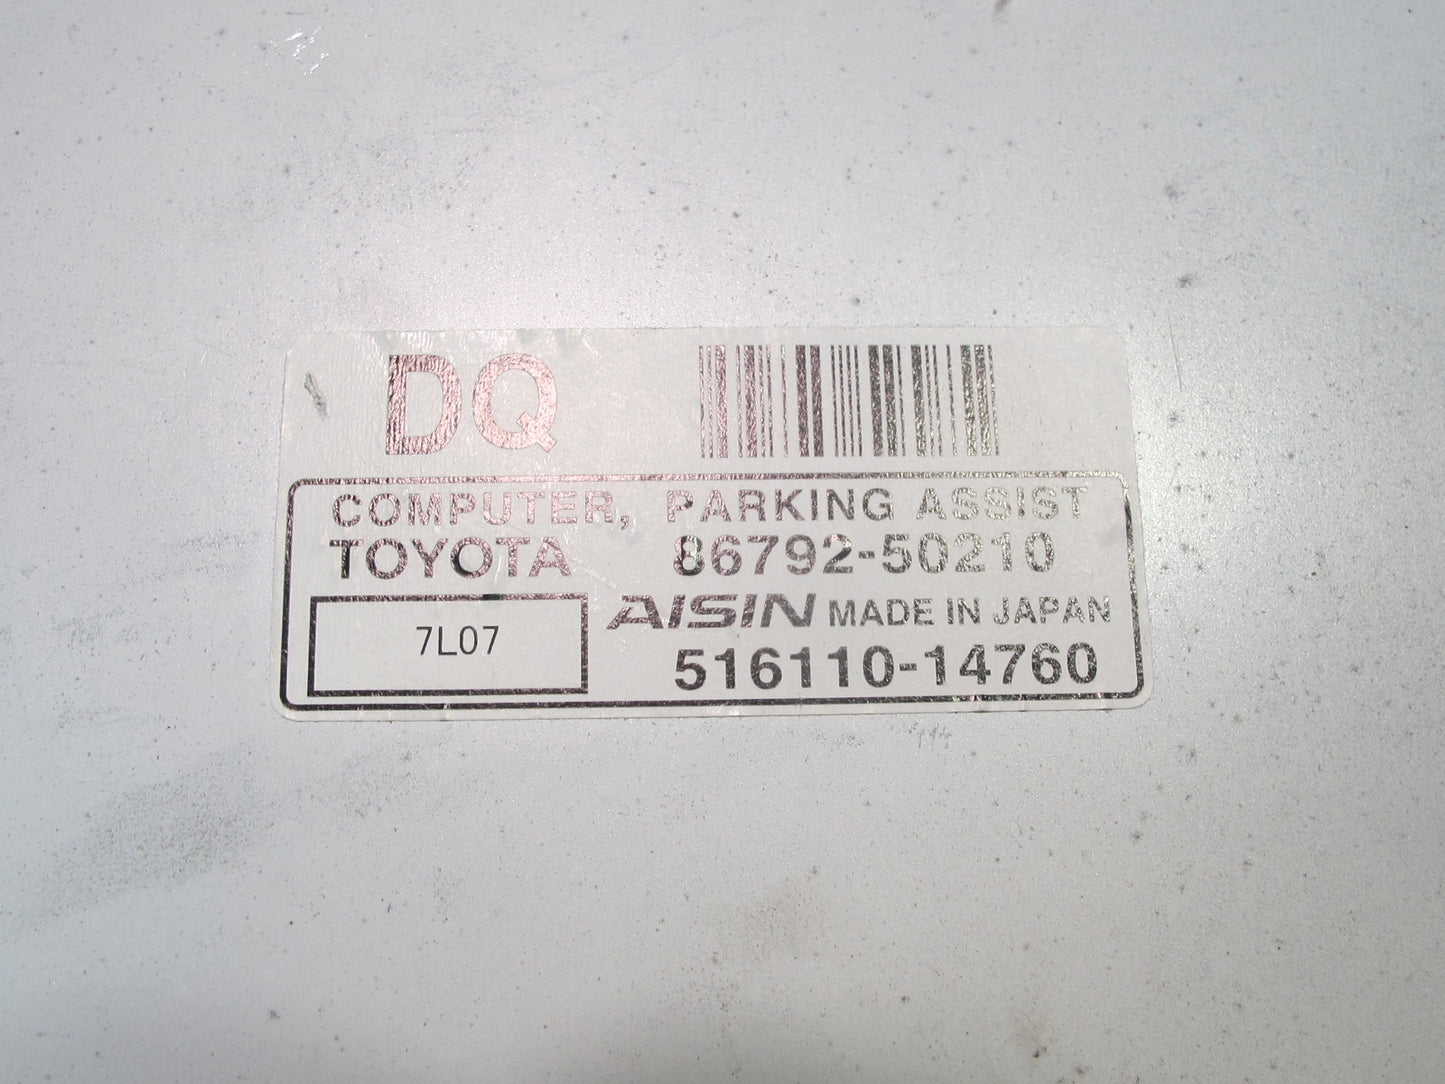 DQ
COMPUTER, PARKING ASSIST
TOYOTA 86792-50210
7L07
AISIN MADE IN JAPAN
516110-14760